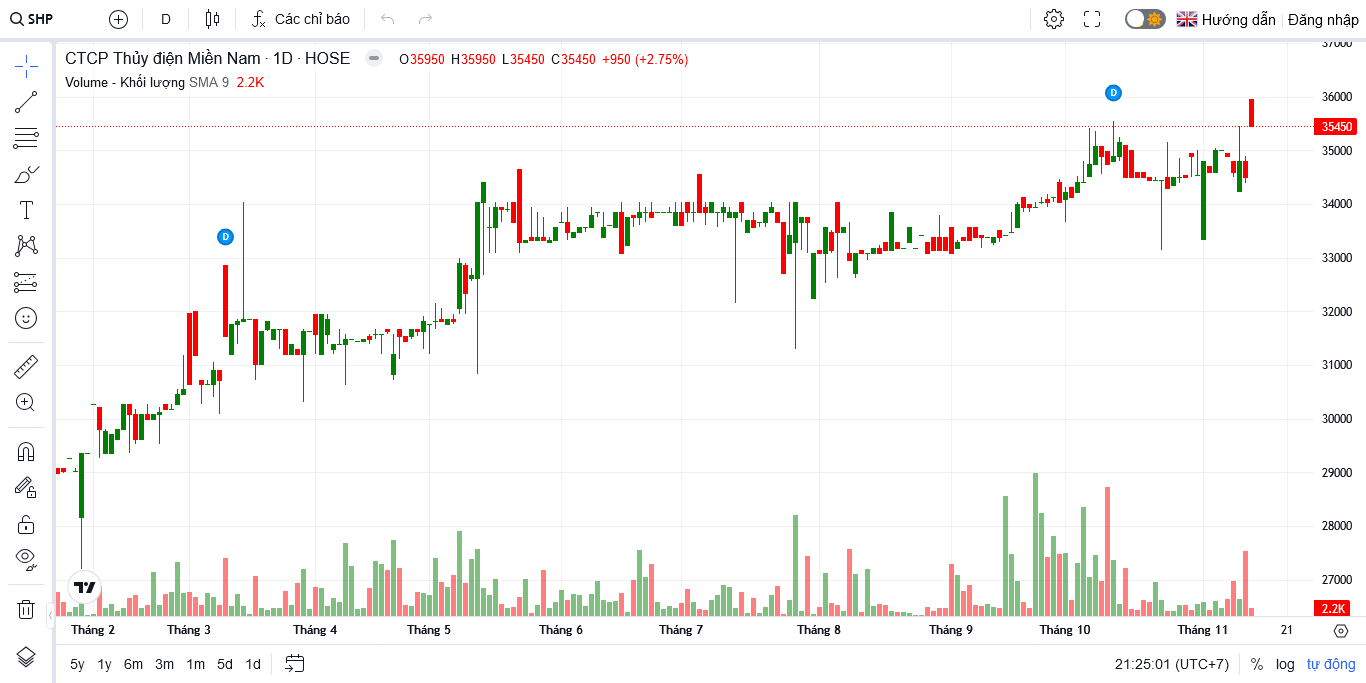 SHP D Các chỉ báo Hướng dẫn Đăng nhập
CTCP Thủy điện Miền Nam · 1D · HOSE O35950 H35950 L35450 C35450 +950 (+2.75%)
Volume - Khối lượng SMA 9 2.2K
37000
36000
35450
35000
34000
33000
32000
31000
30000
29000
28000
27000
2.2K
D
D
Tháng 2 Tháng 3 Tháng 4 Tháng 5 Tháng 6 Tháng 7 Tháng 8 Tháng 9 Tháng 10 Tháng 11 21
5y 1y 6m 3m 1m 5d 1d 21:25:01 (UTC+7) % log tự động